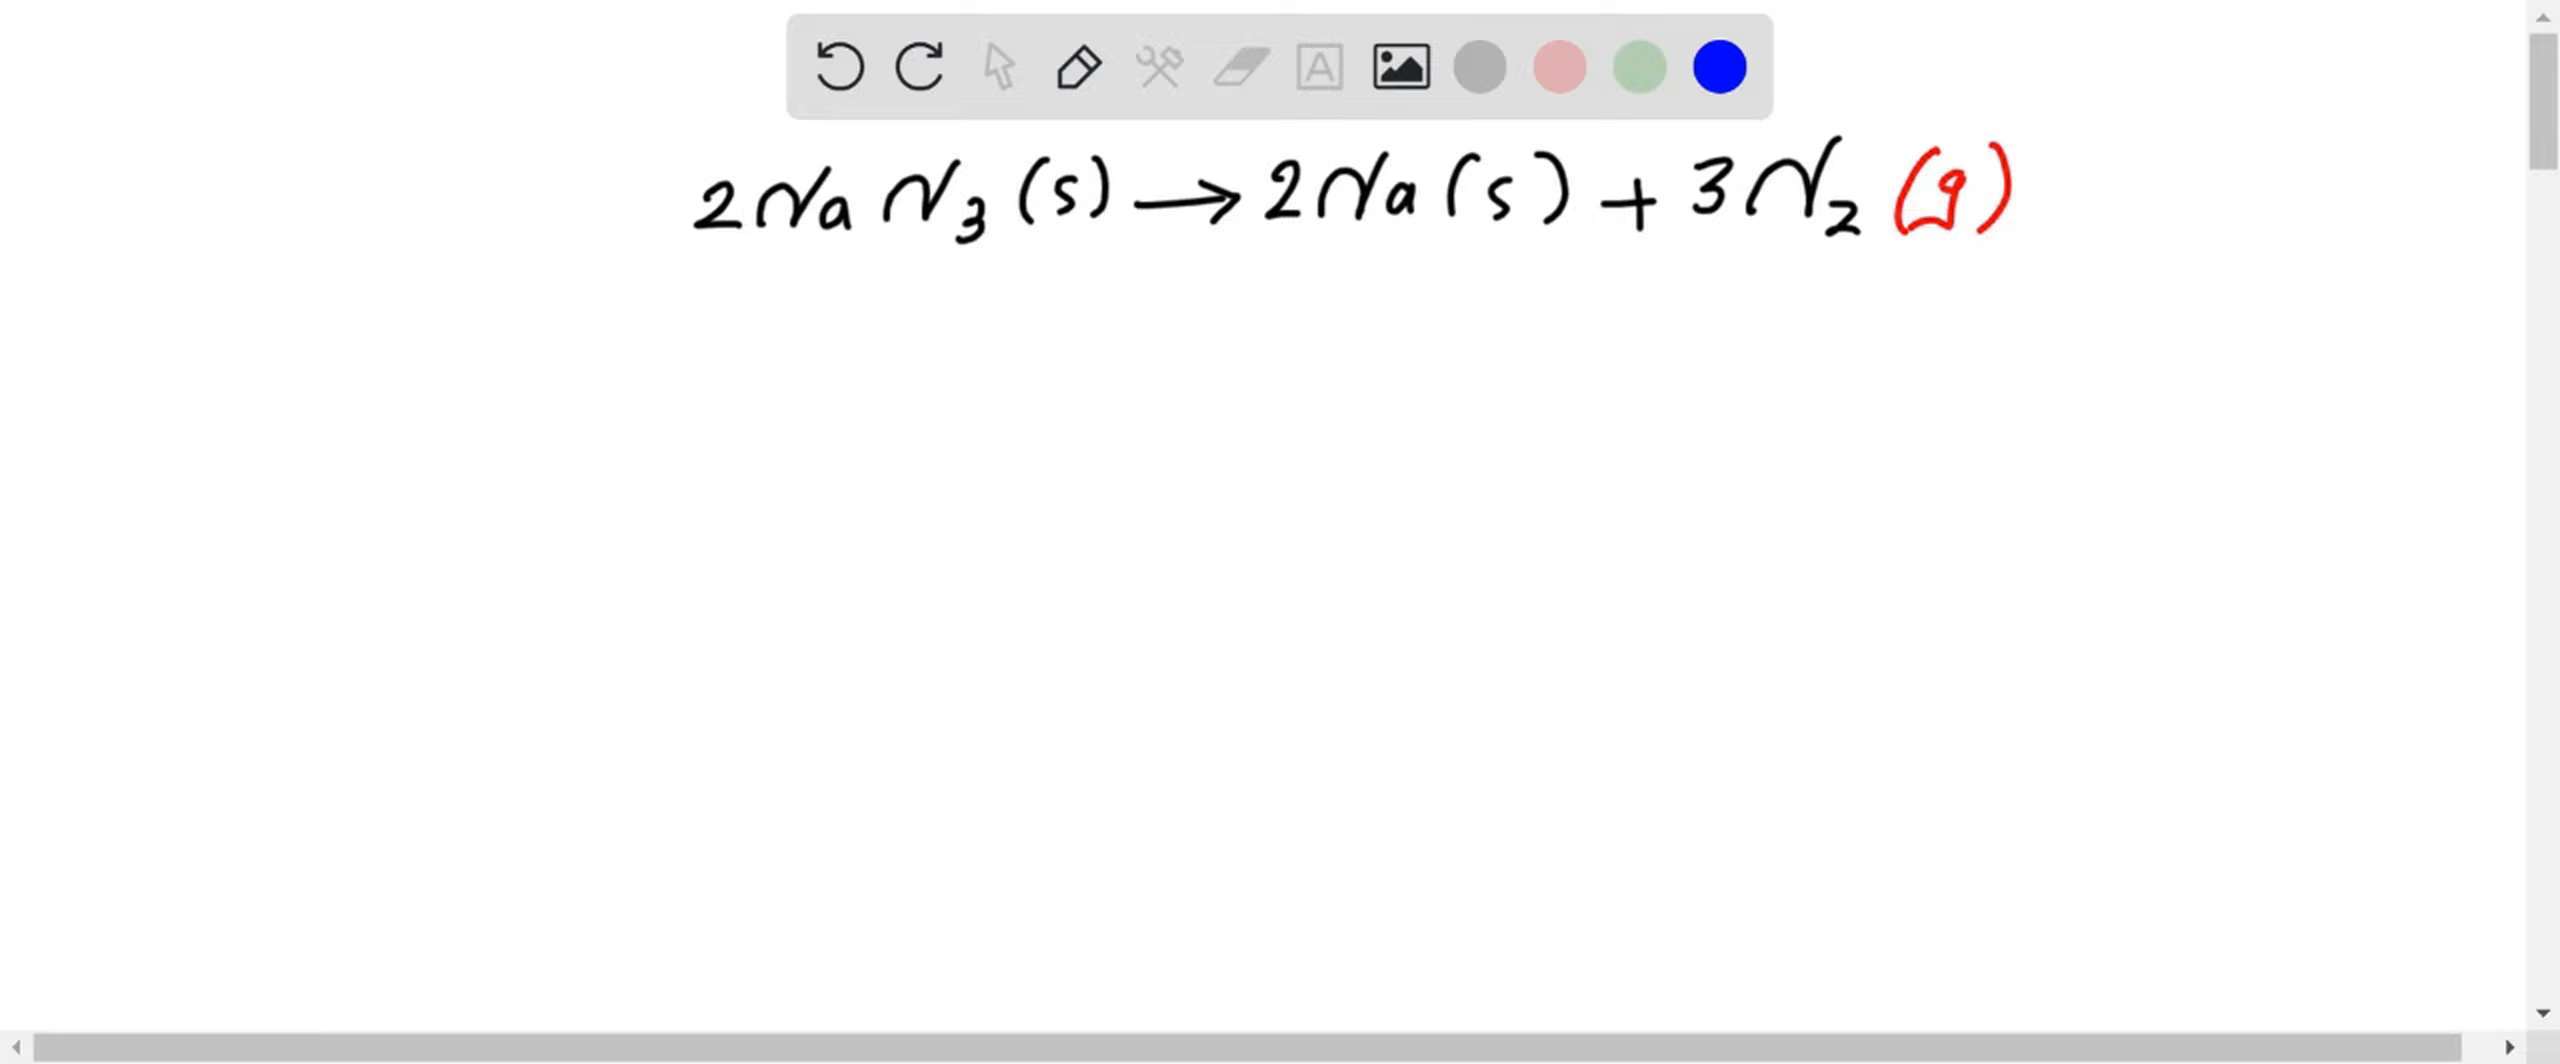 2NaN₃(s) → 2Na(s) + 3N₂(g)